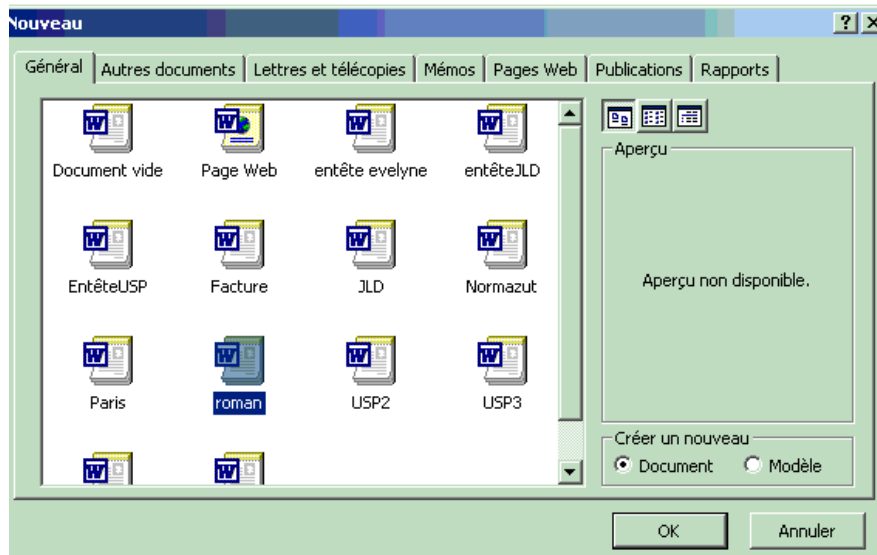 Nouveau
Général Autres documents Lettres et télécopies Mémos Pages Web Publications Rapports
Document vide Page Web entête evelyne entêteJLD
EntêteUSP Facture JLD Normazut
Paris roman USP2 USP3
Aperçu
Aperçu non disponible.
Créer un nouveau
Document Modèle
OK Annuler